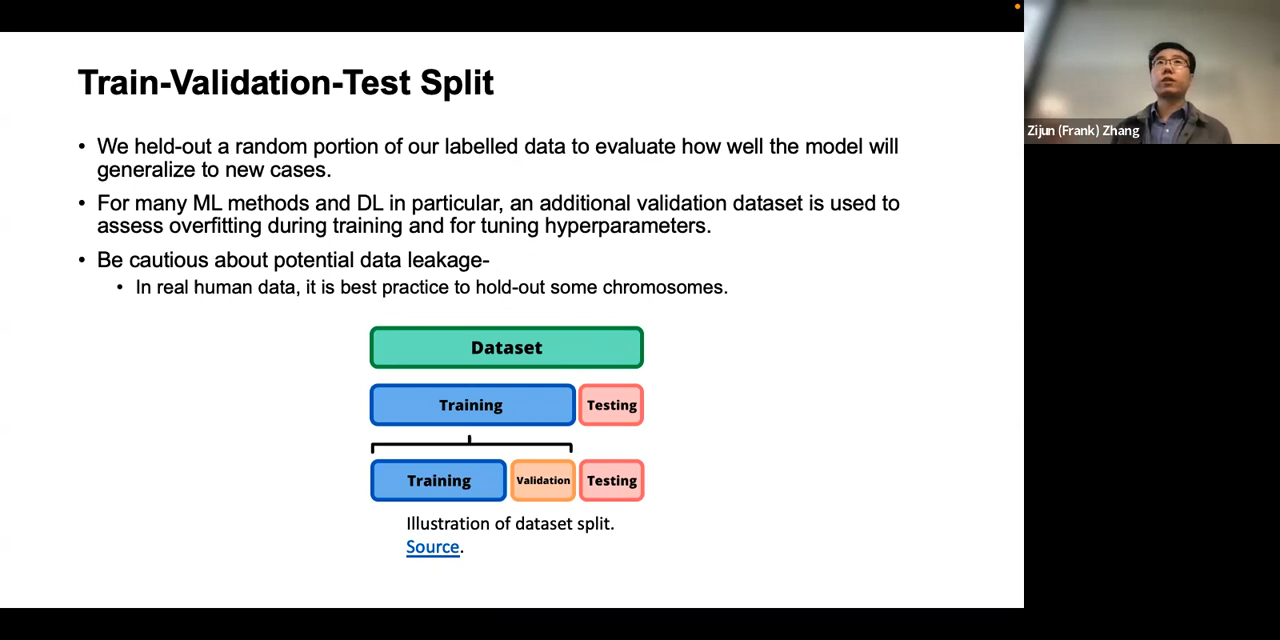 Train-Validation-Test Split
• We held-out a random portion of our labelled data to evaluate how well the model will
generalize to new cases.
• For many ML methods and DL in particular, an additional validation dataset is used to
assess overfitting during training and for tuning hyperparameters.
• Be cautious about potential data leakage-
• In real human data, it is best practice to hold-out some chromosomes.
Dataset
Training Testing
Training Validation Testing
Illustration of dataset split.
Source.
Zijun (Frank) Zhang